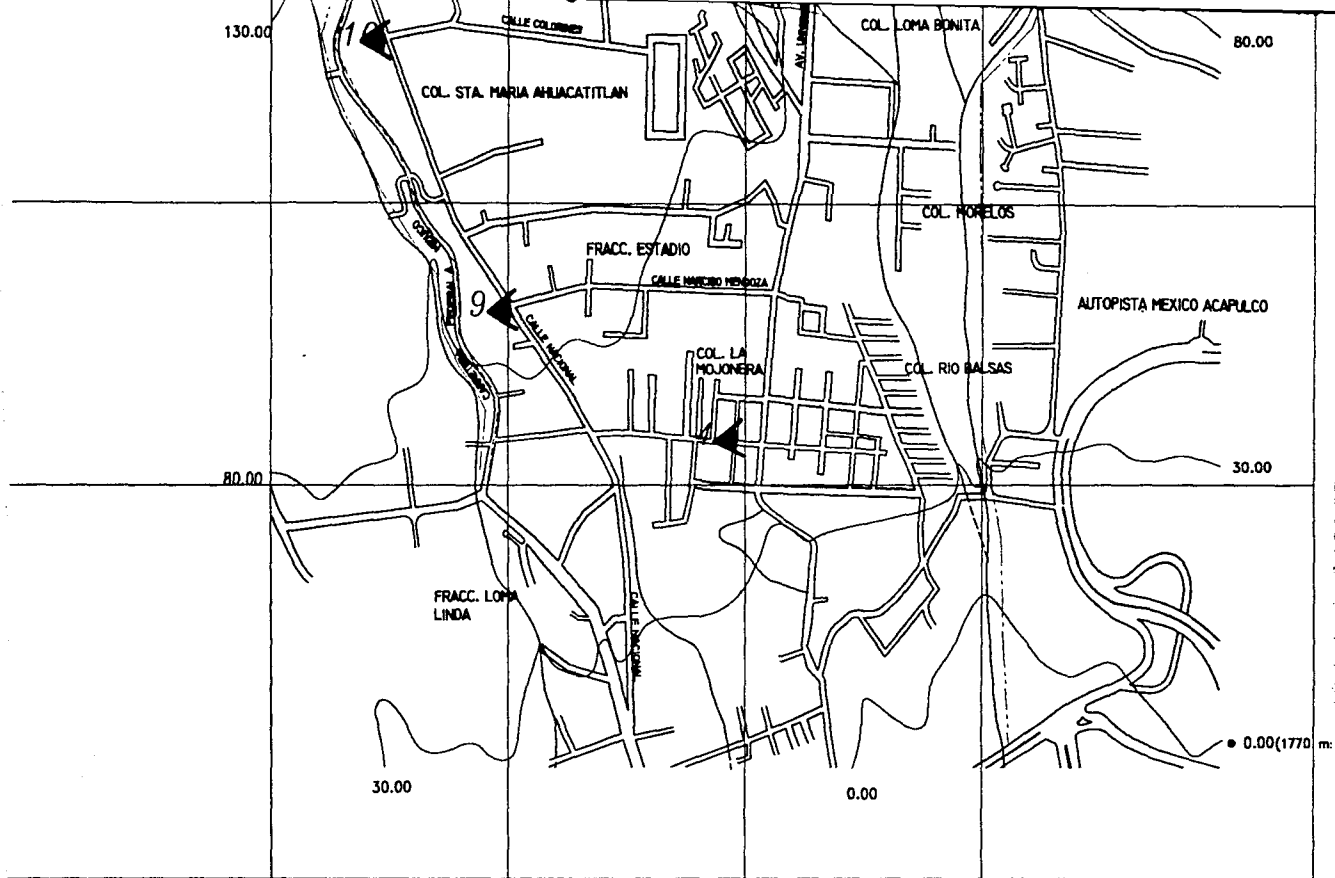 130.00
10
CALLE COLORINES
COL. LOMA BONITA
80.00
COL. STA. MARIA AHUACATITLAN
COL. MORELOS
FRACC. ESTADIO
CALLE NARCISO MENDOZA
FEDERAL A
9
CALLE NACIONAL
AUTOPISTA MEXICO ACAPULCO
COL. LA
MOJONERA
COL. RIO BALSAS
80.00
30.00
FRACC. LOMA
LINDA
CALLE NACIONAL
0.00(1770 m:
30.00
0.00